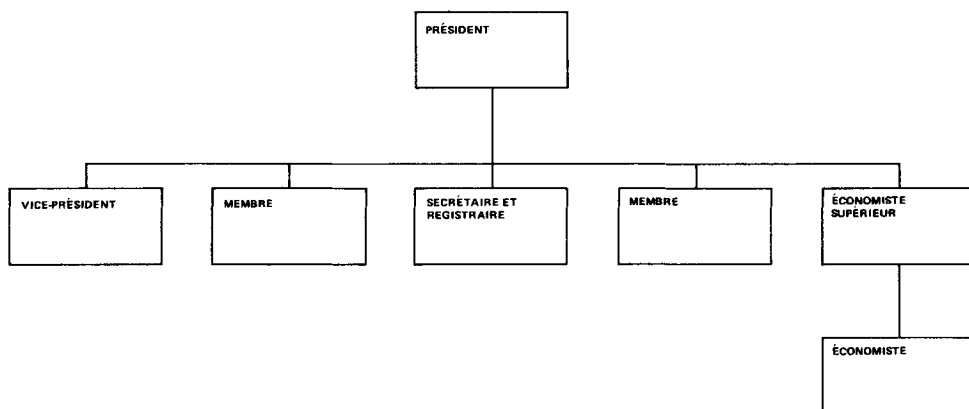 PRÉSIDENT
VICE-PRÉSIDENT
MEMBRE
SECRÉTAIRE ET
REGISTRAIRE
MEMBRE
ÉCONOMISTE
SUPÉRIEUR
ÉCONOMISTE